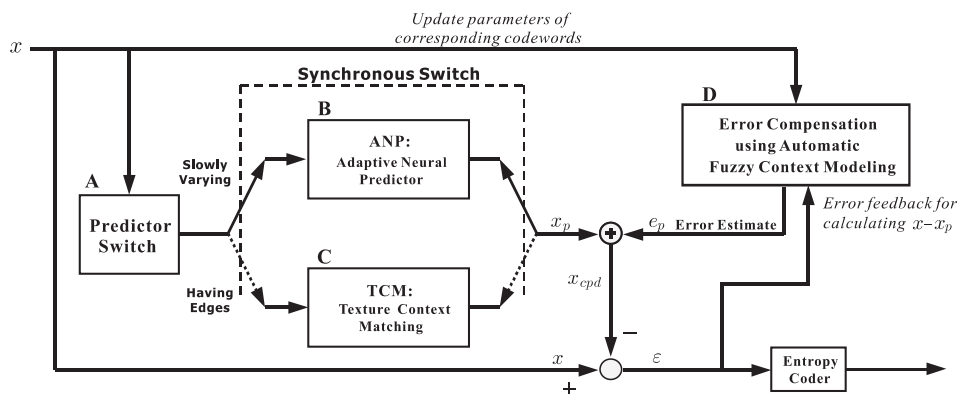 Update parameters of
corresponding codewords
x
Synchronous Switch
D
B
Error Compensation
using Automatic
Fuzzy Context Modeling
ANP:
Adaptive Neural
Predictor
Slowly
Varying
A
Predictor
Switch
Error feedback for
calculating x–x_p
x_p
+
e_p
Error Estimate
C
TCM:
Texture Context
Matching
Having
Edges
x_cpd
−
x
+
ε
Entropy
Coder